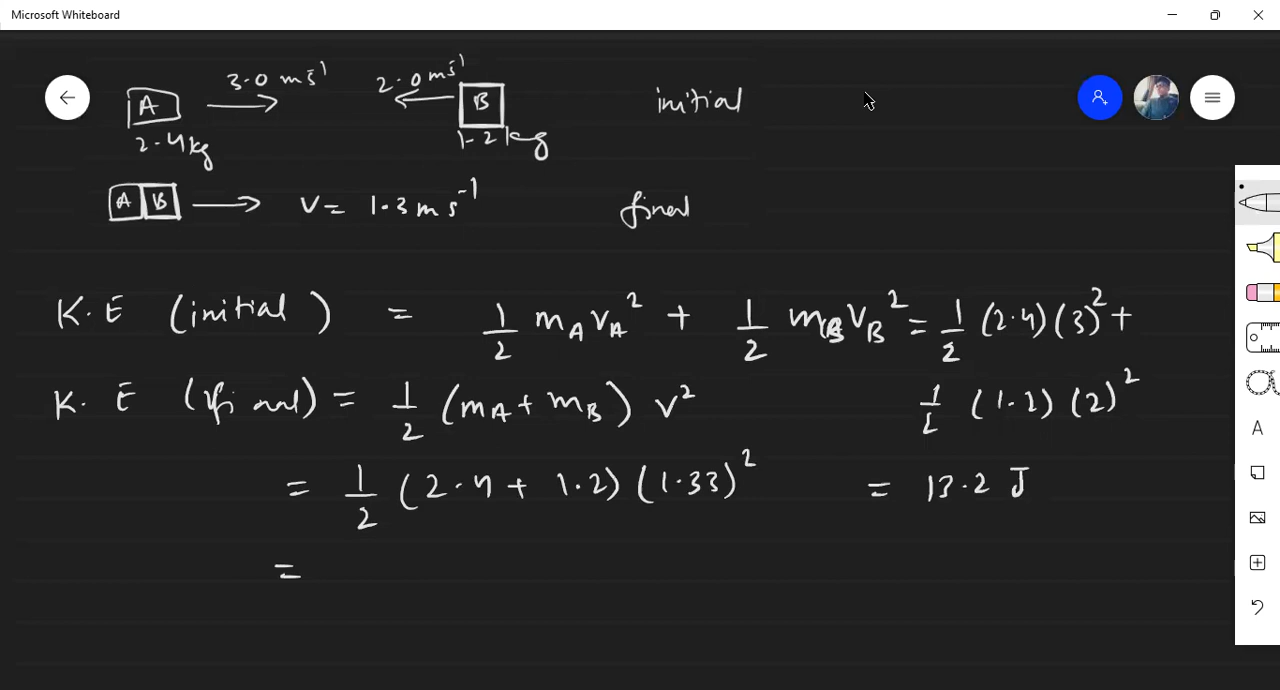 Microsoft Whiteboard
3.0 ms⁻¹ 2.0 ms⁻¹
A B initial
2.4kg 1.2kg
A B v = 1.3 ms⁻¹ final
K.E (initial) = 1/2 mAvA² + 1/2 mBvB² = 1/2 (2.4)(3)² +
K.E (final) = 1/2 (mA + mB) v² 1/2 (1.2)(2)²
= 1/2 (2.4 + 1.2)(1.33)² = 13.2 J
=
A